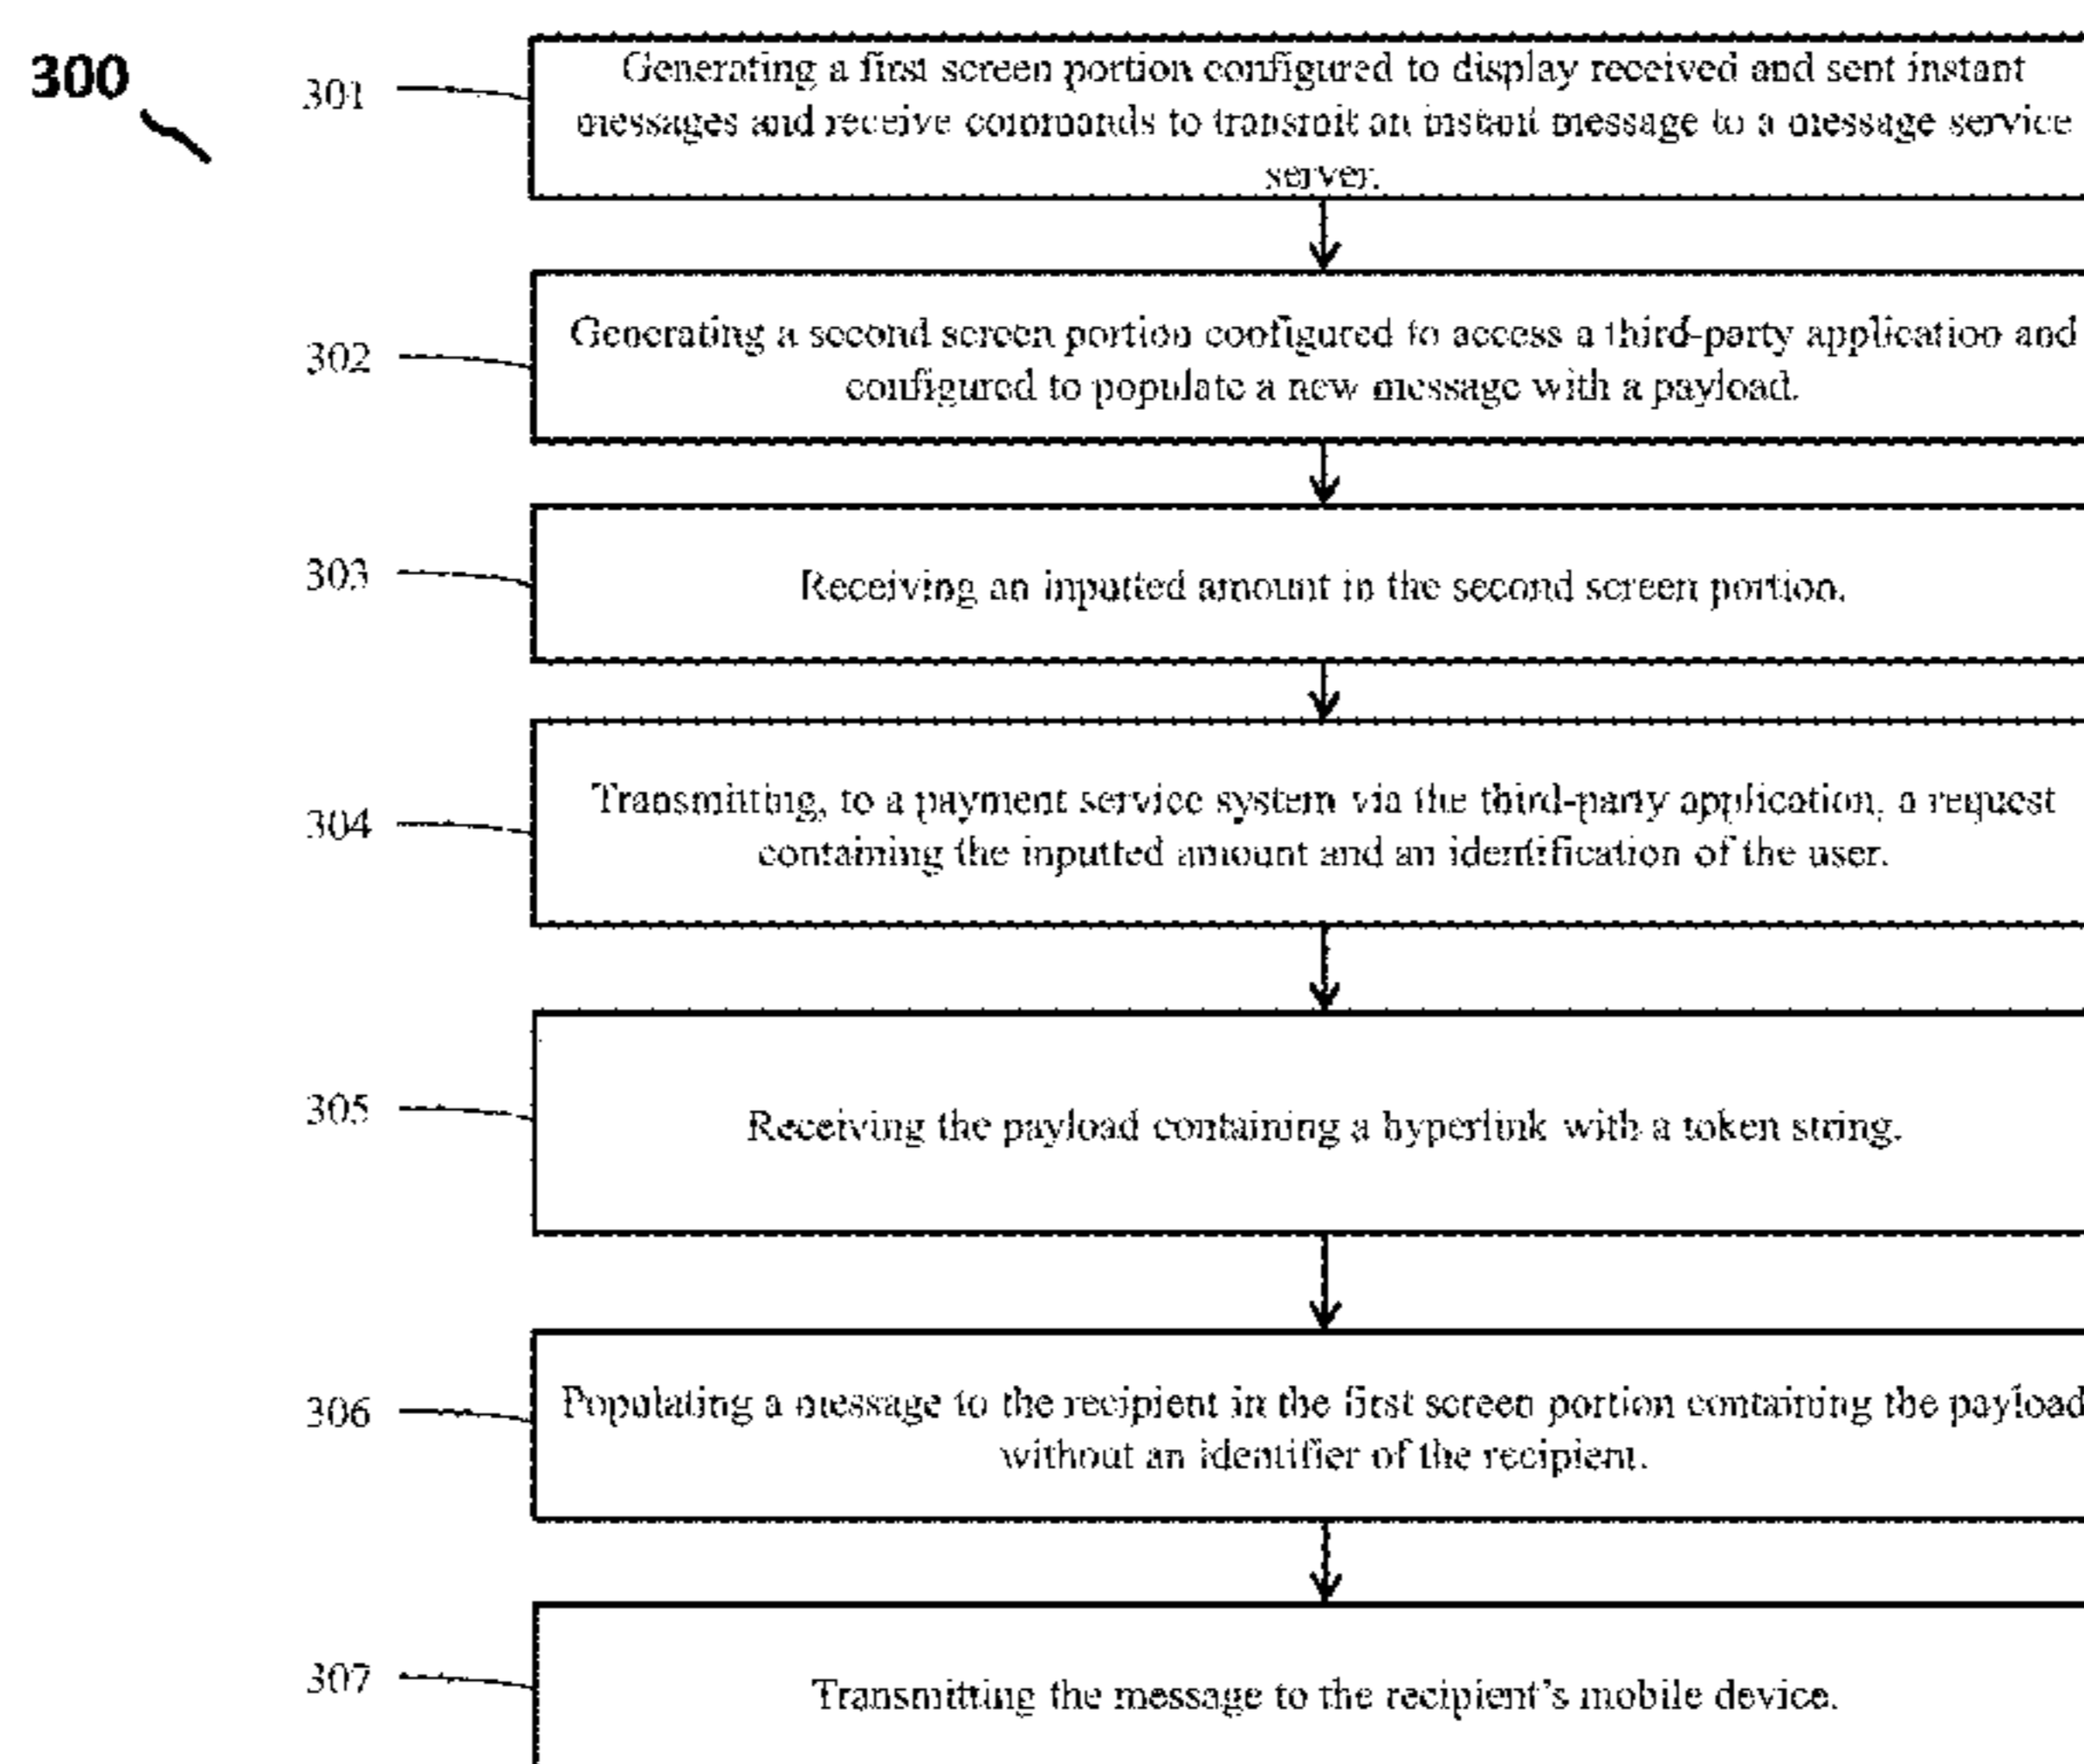 300
301
Generating a first screen portion configured to display received and sent instant
messages and receive commands to transmit an instant message to a message service
server.
302
Generating a second screen portion configured to access a third-party application and
configured to populate a new message with a payload.
303
Receiving an inputted amount in the second screen portion.
304
Transmitting, to a payment service system via the third-party application, a request
containing the inputted amount and an identification of the user.
305
Receiving the payload containing a hyperlink with a token string.
306
Populating a message to the recipient in the first screen portion containing the payload
without an identifier of the recipient.
307
Transmitting the message to the recipient's mobile device.